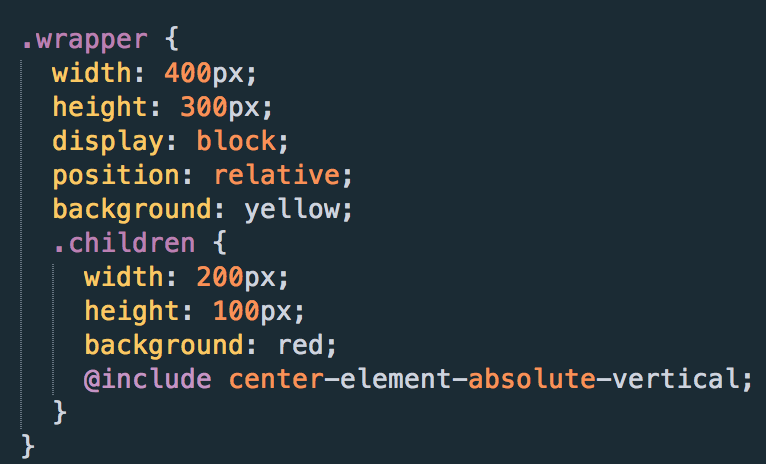 .wrapper {
  width: 400px;
  height: 300px;
  display: block;
  position: relative;
  background: yellow;
  .children {
    width: 200px;
    height: 100px;
    background: red;
    @include center-element-absolute-vertical;
  }
}